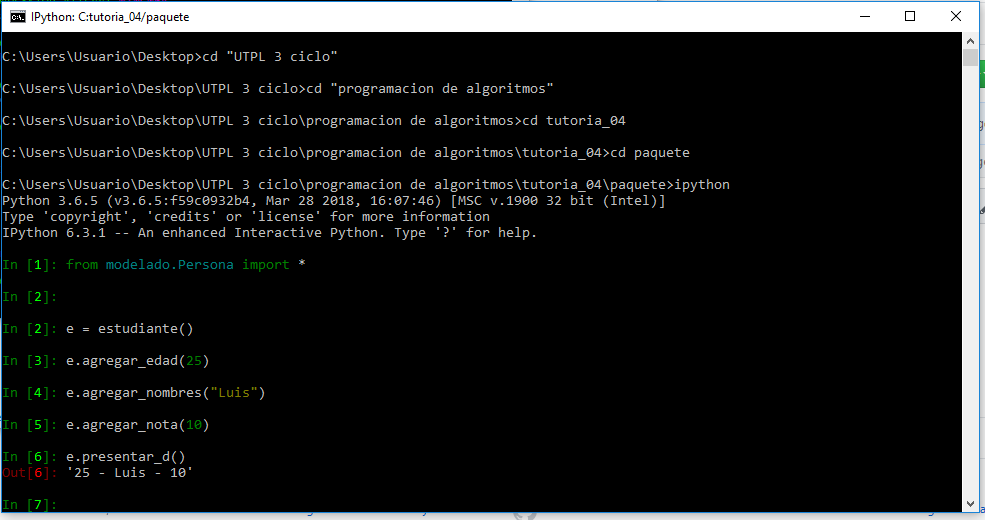 IPython: C:tutoria_04/paquete
C:\Users\Usuario\Desktop>cd "UTPL 3 ciclo"
C:\Users\Usuario\Desktop\UTPL 3 ciclo>cd "programacion de algoritmos"
C:\Users\Usuario\Desktop\UTPL 3 ciclo\programacion de algoritmos>cd tutoria_04
C:\Users\Usuario\Desktop\UTPL 3 ciclo\programacion de algoritmos\tutoria_04>cd paquete
C:\Users\Usuario\Desktop\UTPL 3 ciclo\programacion de algoritmos\tutoria_04\paquete>ipython
Python 3.6.5 (v3.6.5:f59c0932b4, Mar 28 2018, 16:07:46) [MSC v.1900 32 bit (Intel)]
Type 'copyright', 'credits' or 'license' for more information
IPython 6.3.1 -- An enhanced Interactive Python. Type '?' for help.
In [1]: from modelado.Persona import *
In [2]:
In [2]: e = estudiante()
In [3]: e.agregar_edad(25)
In [4]: e.agregar_nombres("Luis")
In [5]: e.agregar_nota(10)
In [6]: e.presentar_d()
Out[6]: '25 - Luis - 10'
In [7]: